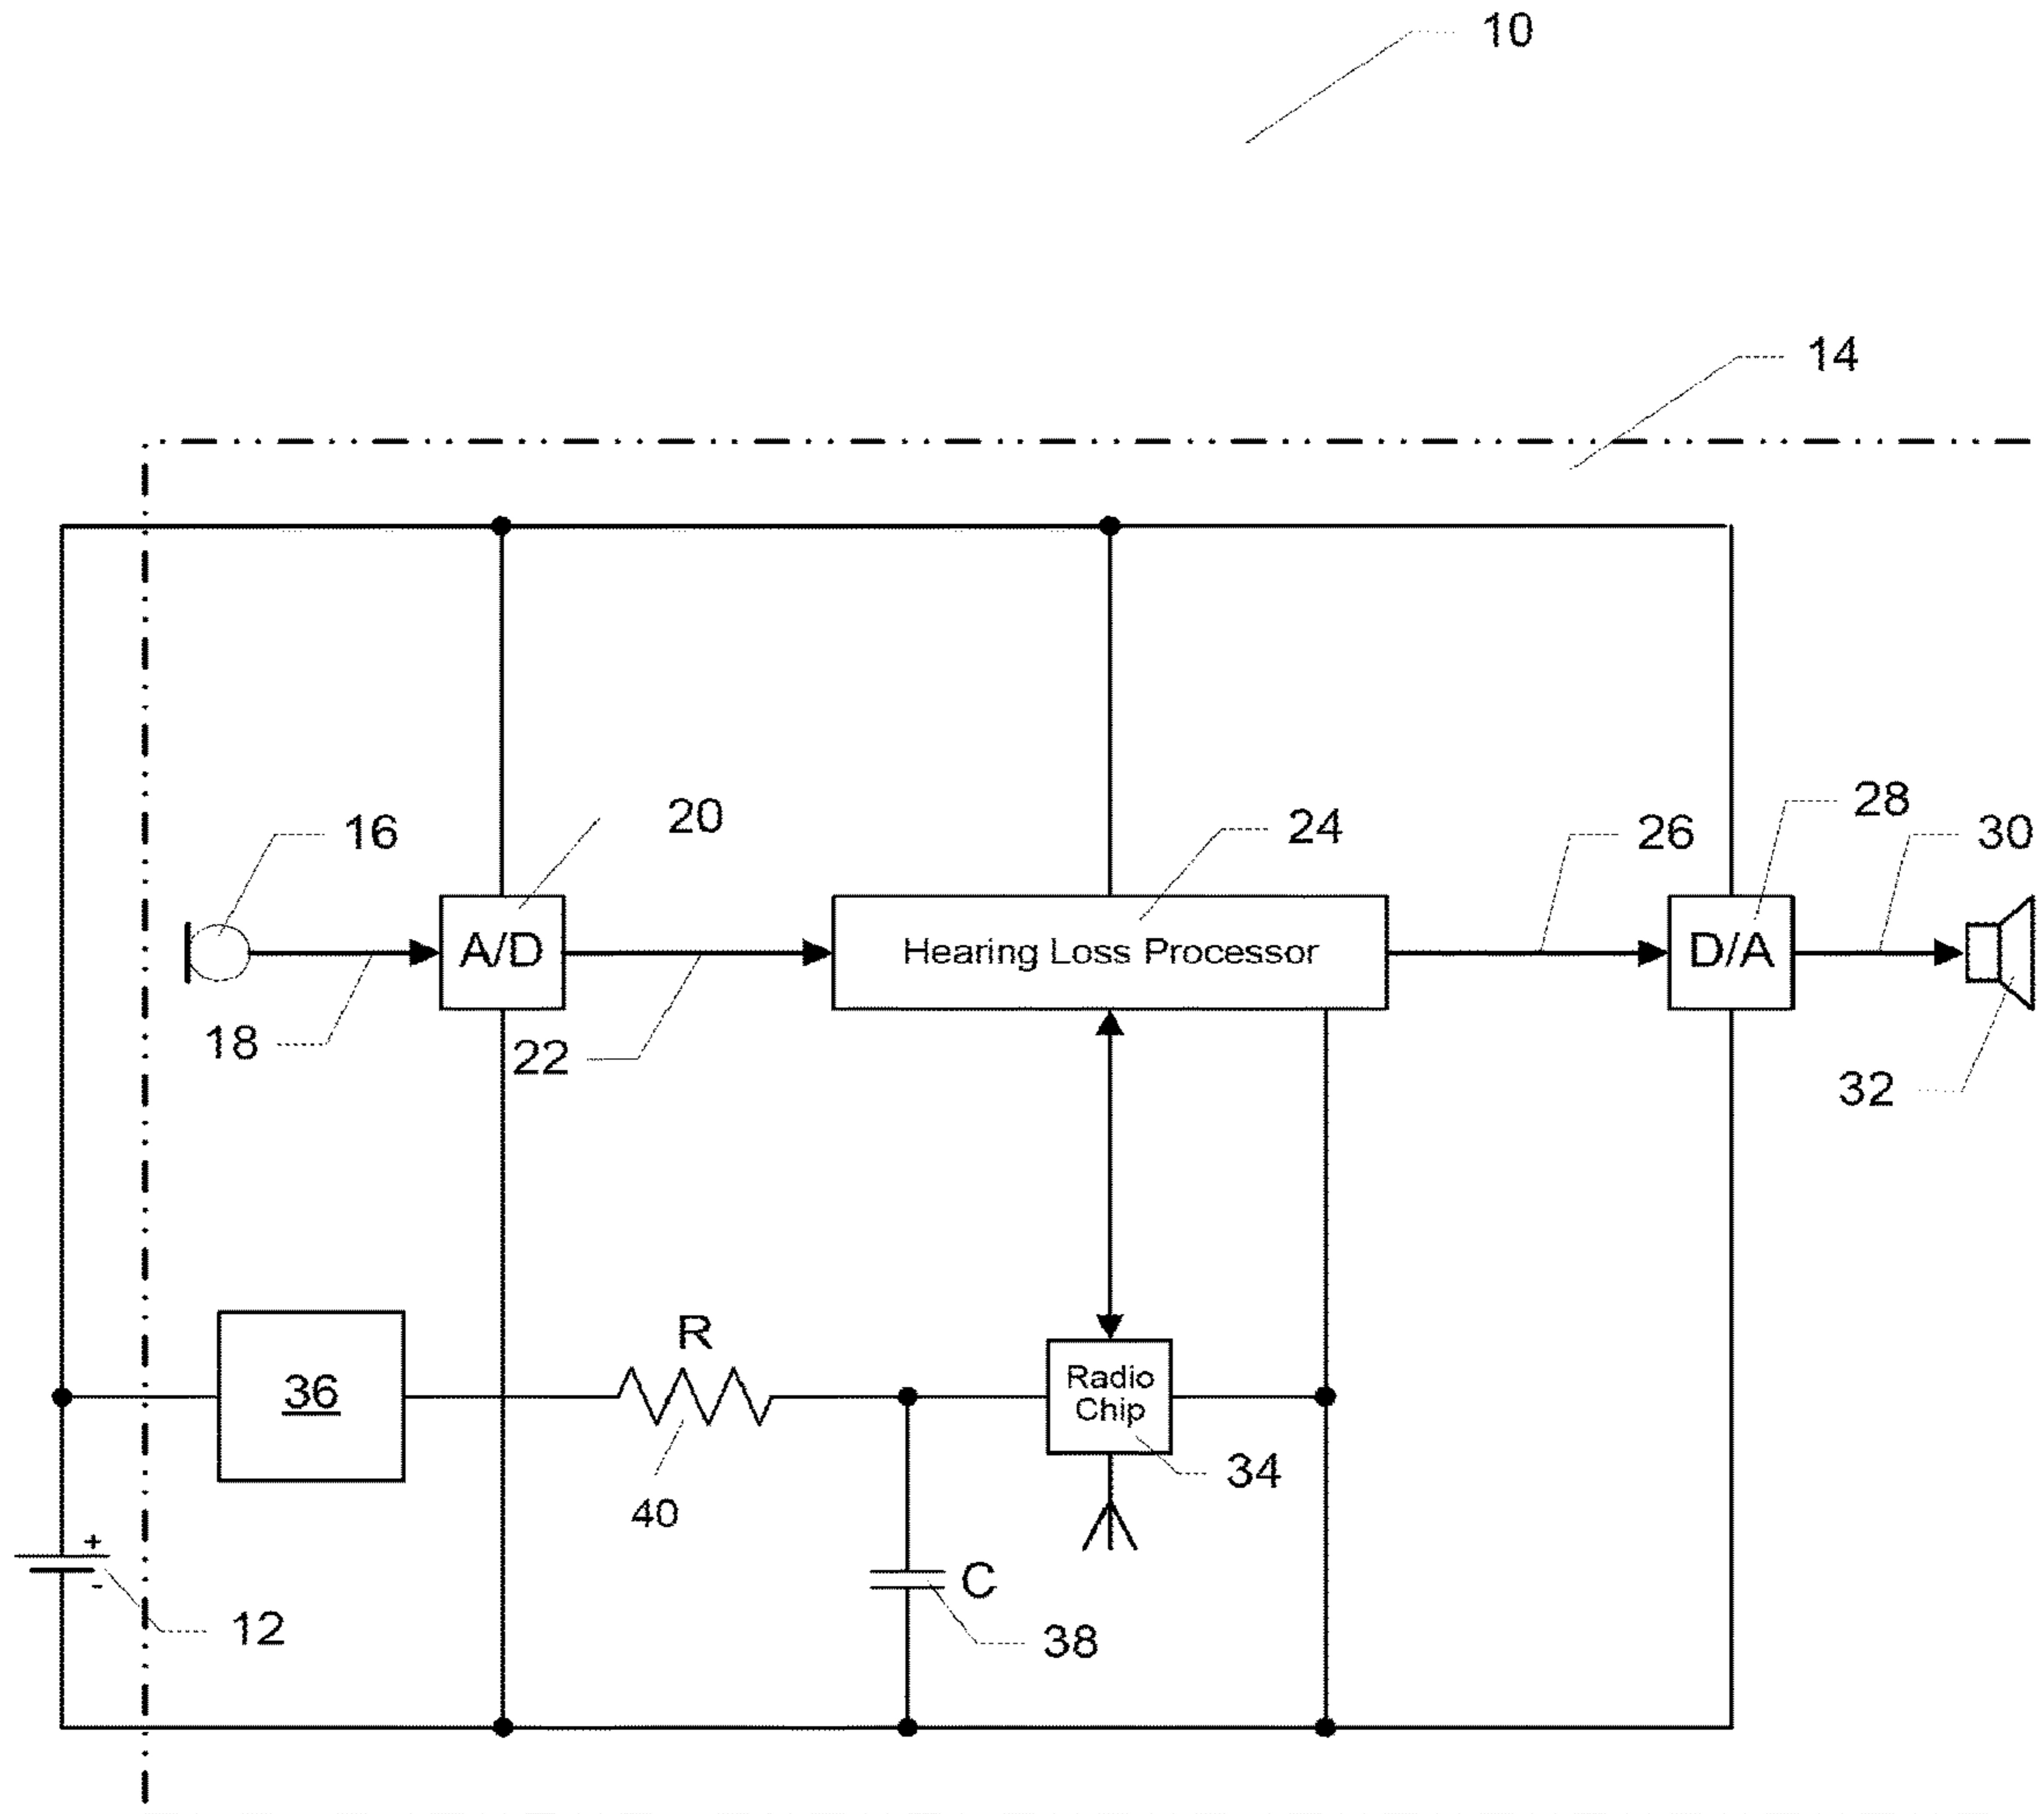 10
14
16
20
24
26
28
30
A/D
Hearing Loss Processor
D/A
18
22
32
R
36
Radio
Chip
40
34
+
-
C
12
38